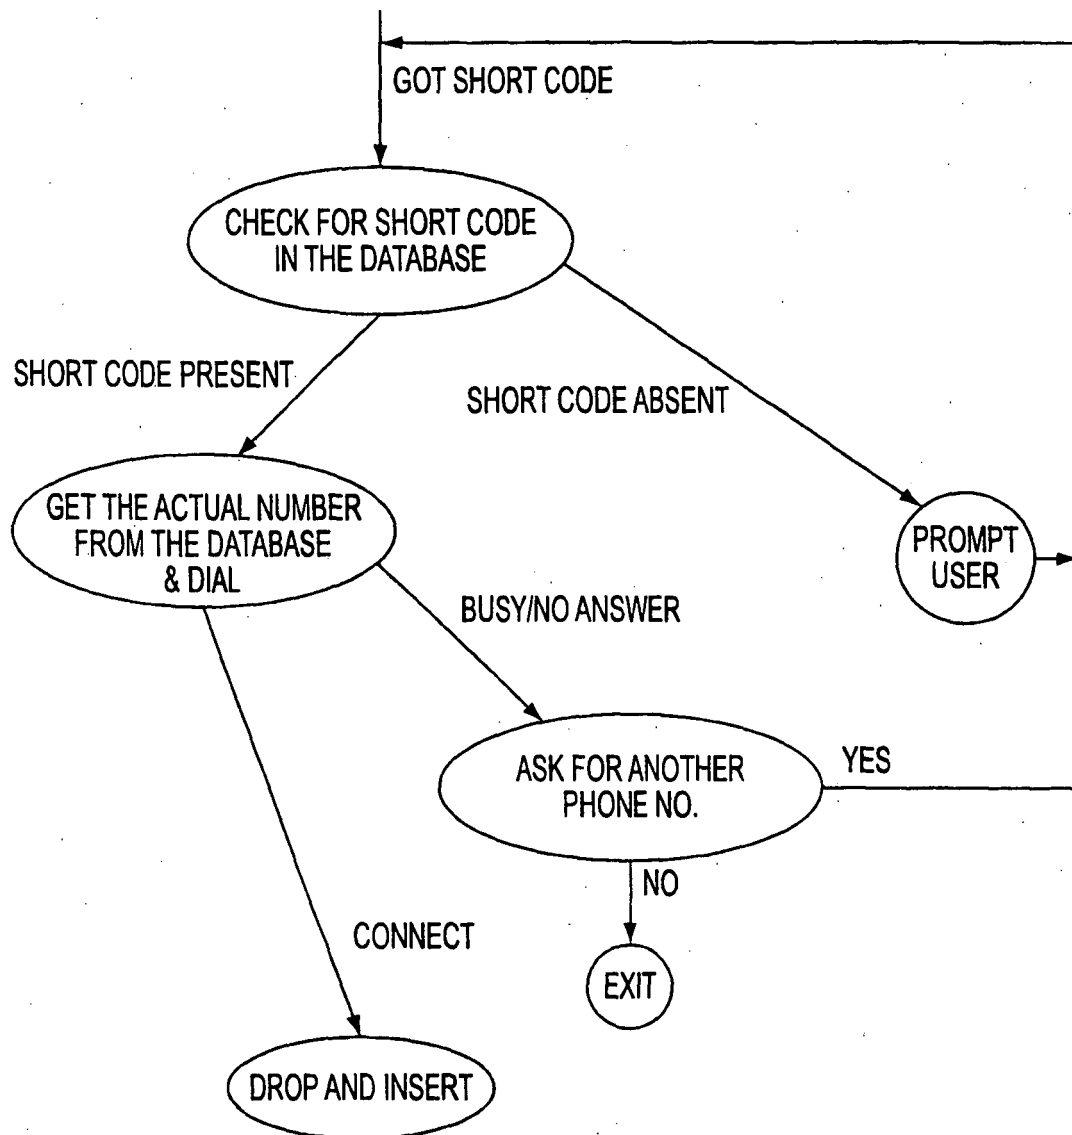 GOT SHORT CODE
CHECK FOR SHORT CODE
IN THE DATABASE
SHORT CODE PRESENT
SHORT CODE ABSENT
GET THE ACTUAL NUMBER
FROM THE DATABASE
& DIAL
PROMPT
USER
BUSY/NO ANSWER
ASK FOR ANOTHER
PHONE NO.
YES
NO
CONNECT
EXIT
DROP AND INSERT